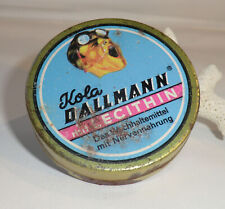 Kola
DALLMANN®
mit LECITHIN
Das Wachhaltemittel
mit Nervennahrung